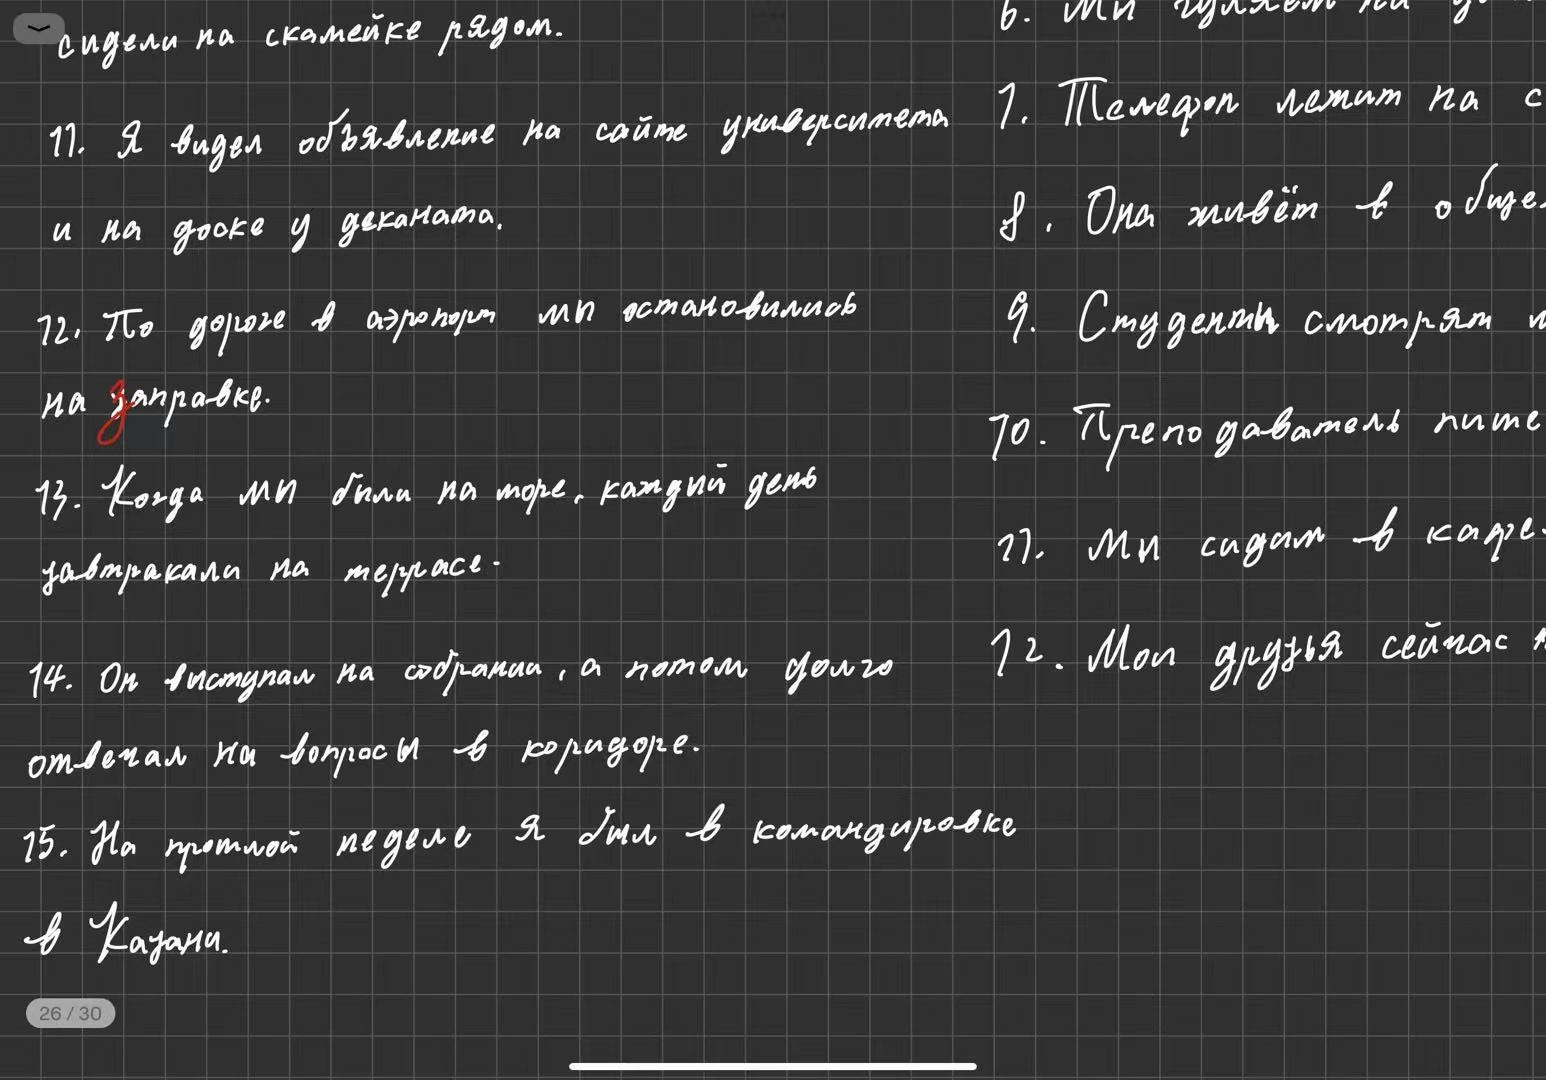 сидели на скамейке рядом.
11. Я видел объявление на сайте университета
и на доске у деканата.
12. По дороге в аэропорт мы остановились
на заправке.
13. Когда мы были на море, каждый день
завтракали на террасе.
14. Он выступал на собрании, а потом долго
отвечал на вопросы в коридоре.
15. На прошлой неделе я был в командировке
в Казани.
6. Мы гуляем на
7. Телефон лежит на с
8. Она живёт в общe
9. Студенты смотрят
10. Преподаватель пише
11. Мы сидим в кафе.
12. Мои друзья сейчас
26 / 30